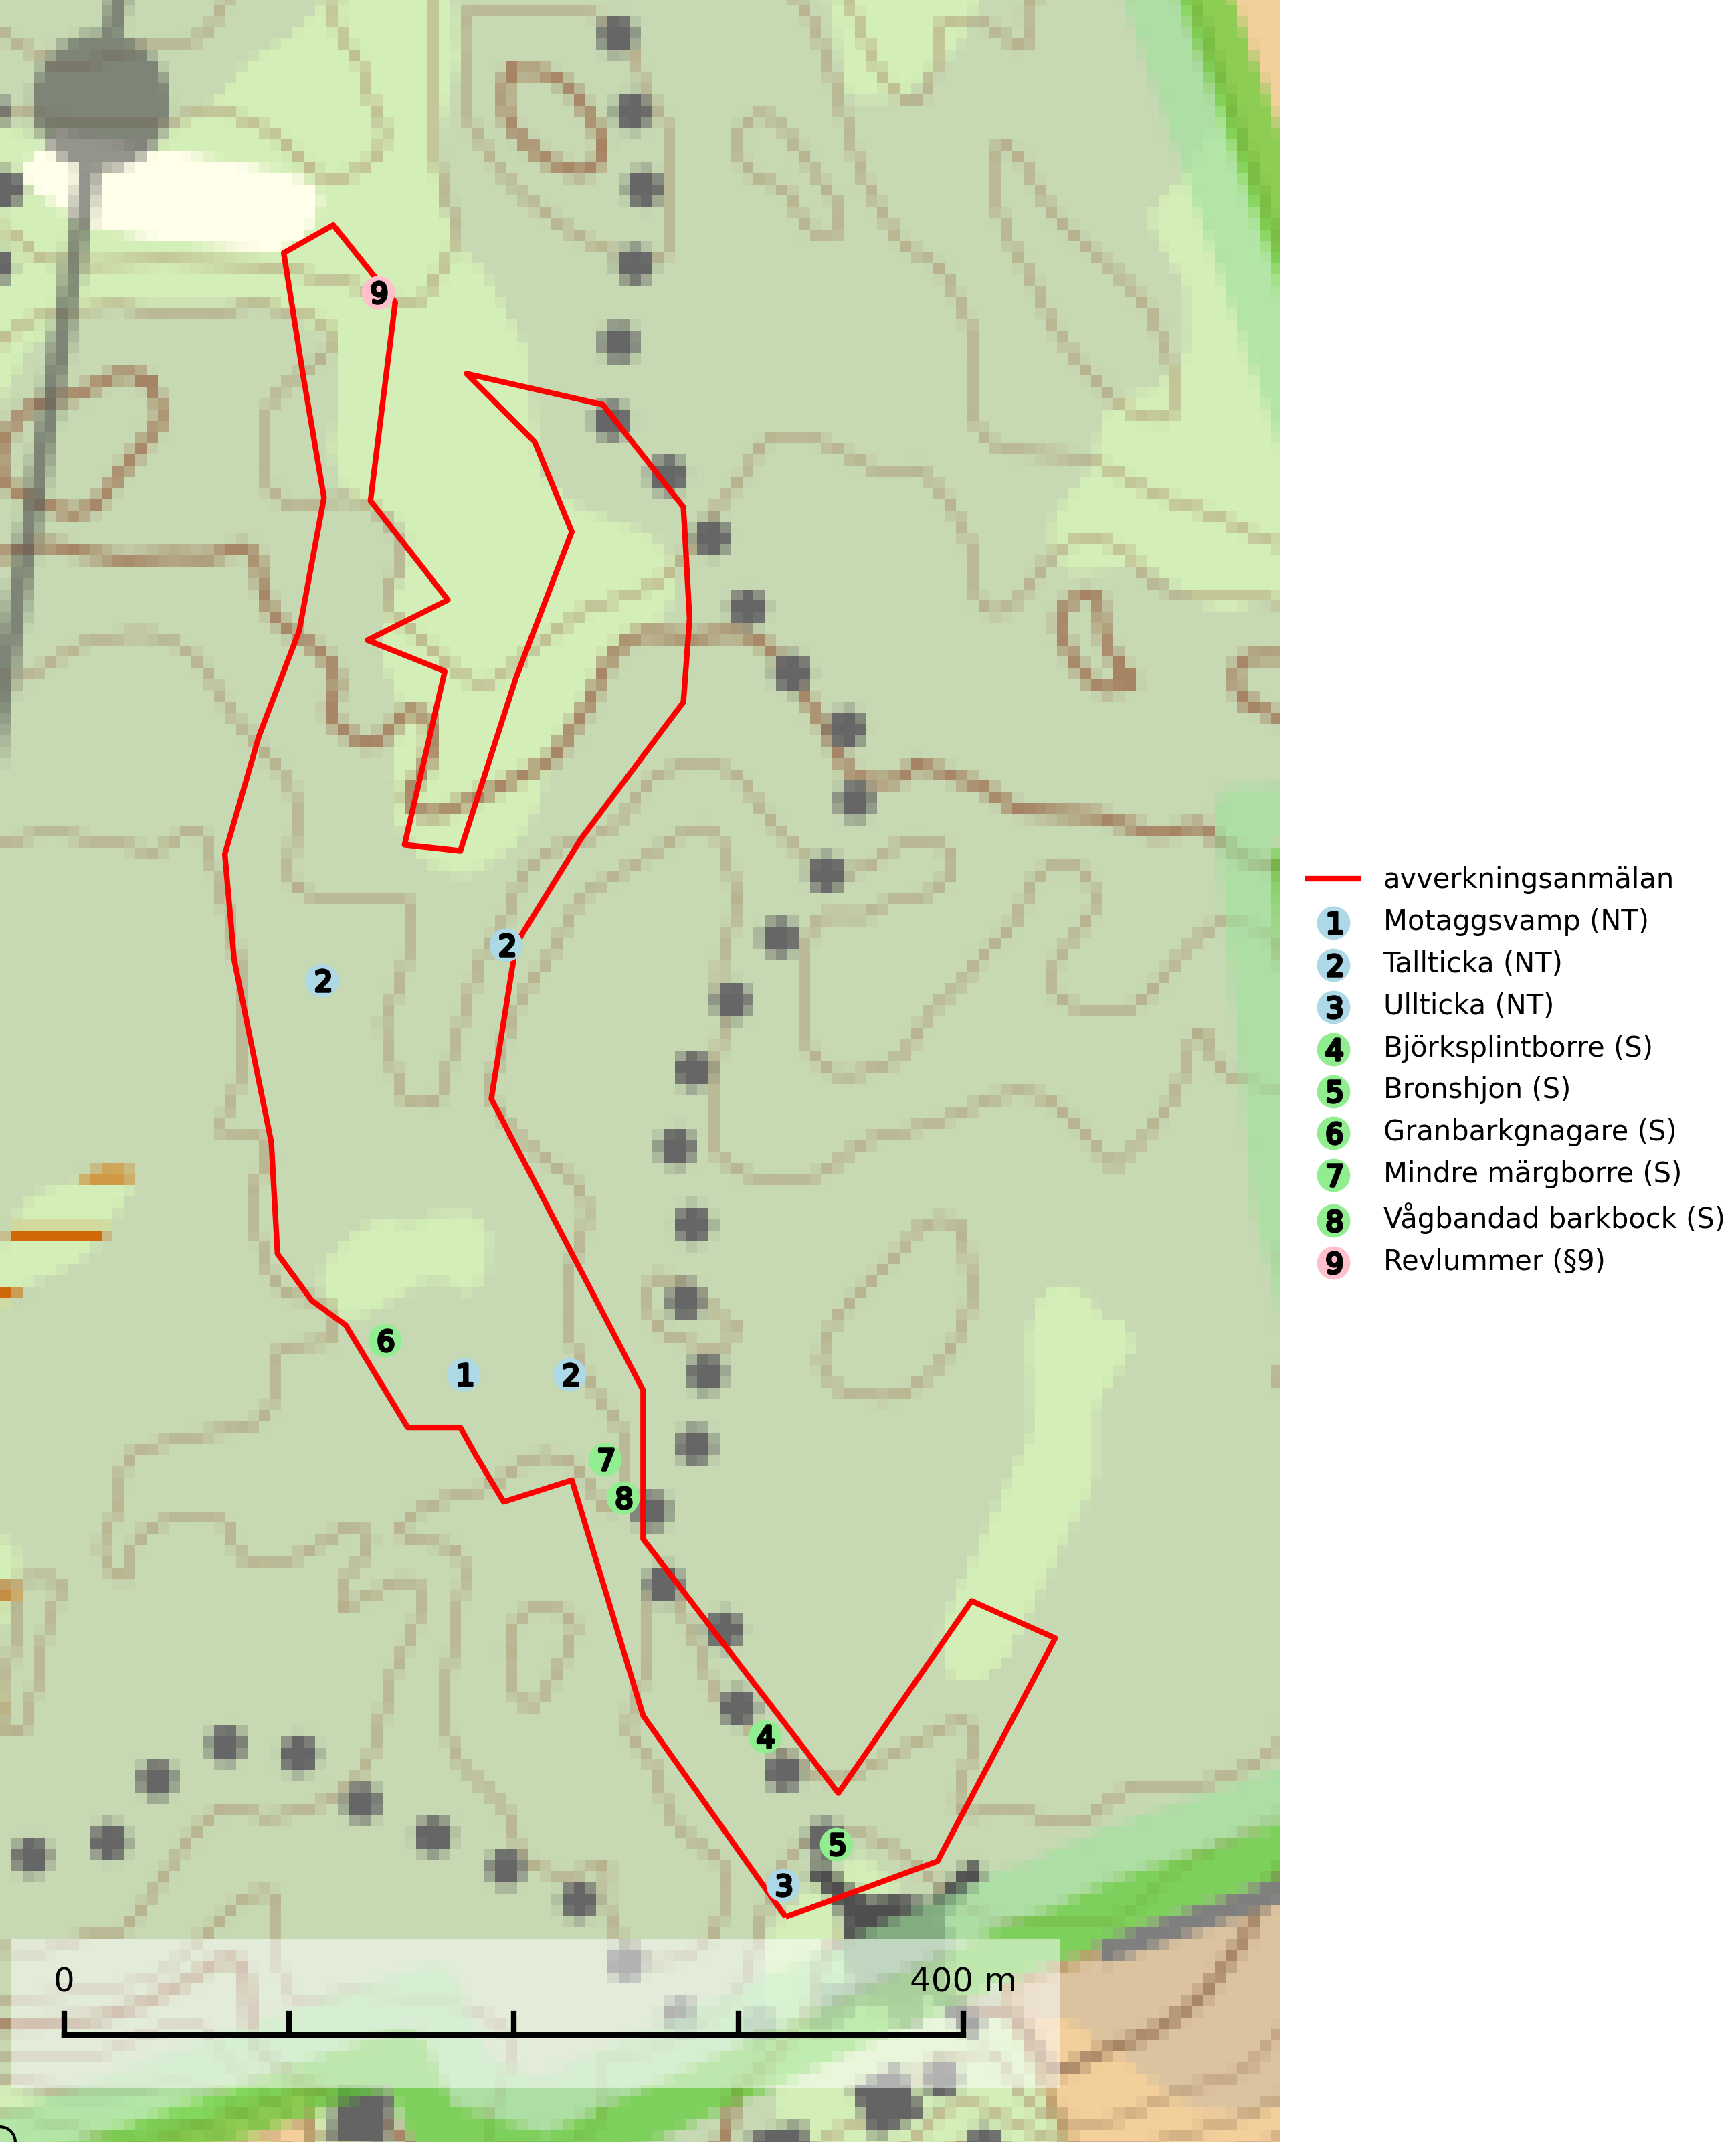 9
2
2
6
1
2
7
8
4
5
3
0 400 m
avverkningsanmälan
1 Motaggsvamp (NT)
2 Tallticka (NT)
3 Ullticka (NT)
4 Björksplintborre (S)
5 Bronshjon (S)
6 Granbarkgnagare (S)
7 Mindre märgborre (S)
8 Vågbandad barkbock (S)
9 Revlummer (§9)